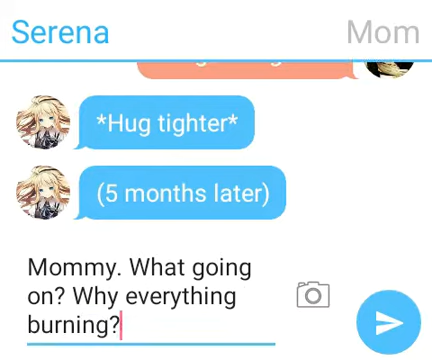 Serena Mom
*Hug tighter*
(5 months later)
Mommy. What going
on? Why everything
burning?